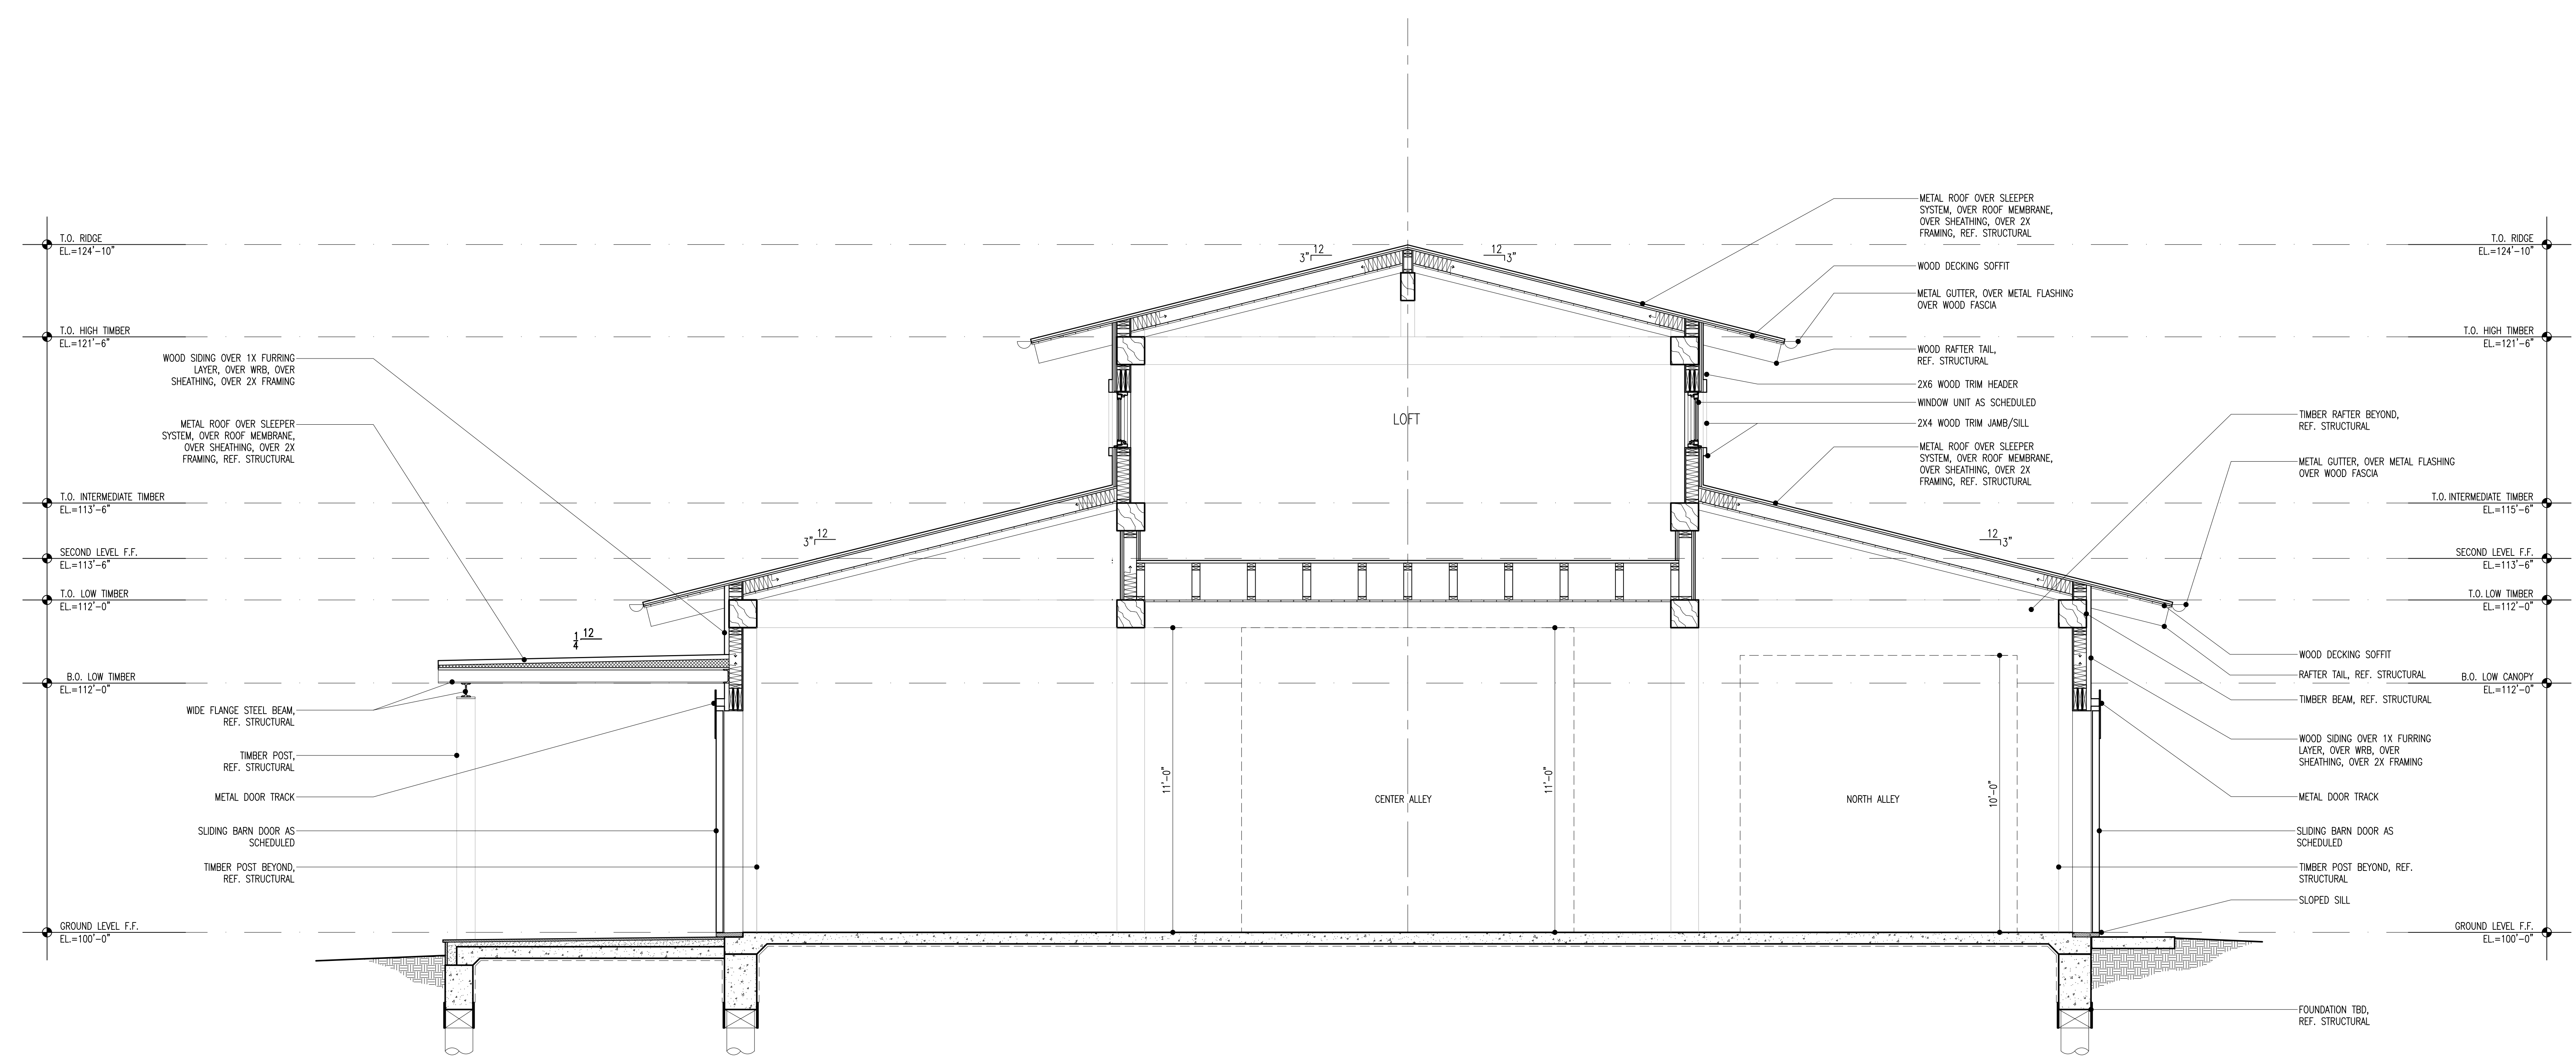 T.O. RIDGE
EL.=124'-10"
T.O. HIGH TIMBER
EL.=121'-6"
T.O. INTERMEDIATE TIMBER
EL.=113'-6"
SECOND LEVEL F.F.
EL.=113'-6"
T.O. LOW TIMBER
EL.=112'-0"
B.O. LOW TIMBER
EL.=112'-0"
GROUND LEVEL F.F.
EL.=100'-0"
WOOD SIDING OVER 1X FURRING
LAYER, OVER WRB, OVER
SHEATHING, OVER 2X FRAMING
METAL ROOF OVER SLEEPER
SYSTEM, OVER ROOF MEMBRANE,
OVER SHEATHING, OVER 2X
FRAMING, REF. STRUCTURAL
WIDE FLANGE STEEL BEAM,
REF. STRUCTURAL
TIMBER POST,
REF. STRUCTURAL
METAL DOOR TRACK
SLIDING BARN DOOR AS
SCHEDULED
TIMBER POST BEYOND,
REF. STRUCTURAL
12
1/4
12
3"
12
3"
12
3"
12
3"
LOFT
11'-0"
CENTER ALLEY
11'-0"
NORTH ALLEY
10'-0"
METAL ROOF OVER SLEEPER
SYSTEM, OVER ROOF MEMBRANE,
OVER SHEATHING, OVER 2X
FRAMING, REF. STRUCTURAL
WOOD DECKING SOFFIT
METAL GUTTER, OVER METAL FLASHING
OVER WOOD FASCIA
WOOD RAFTER TAIL,
REF. STRUCTURAL
2X6 WOOD TRIM HEADER
WINDOW UNIT AS SCHEDULED
2X4 WOOD TRIM JAMB/SILL
METAL ROOF OVER SLEEPER
SYSTEM, OVER ROOF MEMBRANE,
OVER SHEATHING, OVER 2X
FRAMING, REF. STRUCTURAL
TIMBER RAFTER BEYOND,
REF. STRUCTURAL
METAL GUTTER, OVER METAL FLASHING
OVER WOOD FASCIA
WOOD DECKING SOFFIT
RAFTER TAIL, REF. STRUCTURAL
TIMBER BEAM, REF. STRUCTURAL
WOOD SIDING OVER 1X FURRING
LAYER, OVER WRB, OVER
SHEATHING, OVER 2X FRAMING
METAL DOOR TRACK
SLIDING BARN DOOR AS
SCHEDULED
TIMBER POST BEYOND, REF.
STRUCTURAL
SLOPED SILL
FOUNDATION TBD,
REF. STRUCTURAL
T.O. RIDGE
EL.=124'-10"
T.O. HIGH TIMBER
EL.=121'-6"
T.O. INTERMEDIATE TIMBER
EL.=115'-6"
SECOND LEVEL F.F.
EL.=113'-6"
T.O. LOW TIMBER
EL.=112'-0"
B.O. LOW CANOPY
EL.=112'-0"
GROUND LEVEL F.F.
EL.=100'-0"